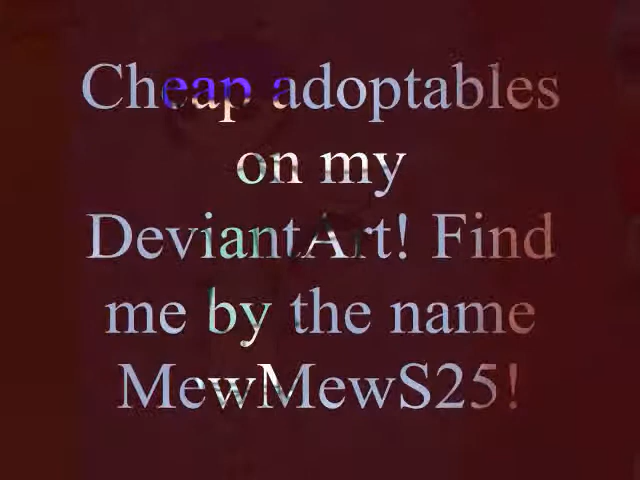 Cheap adoptables
on my
DeviantArt! Find
me by the name
MewMewS25!